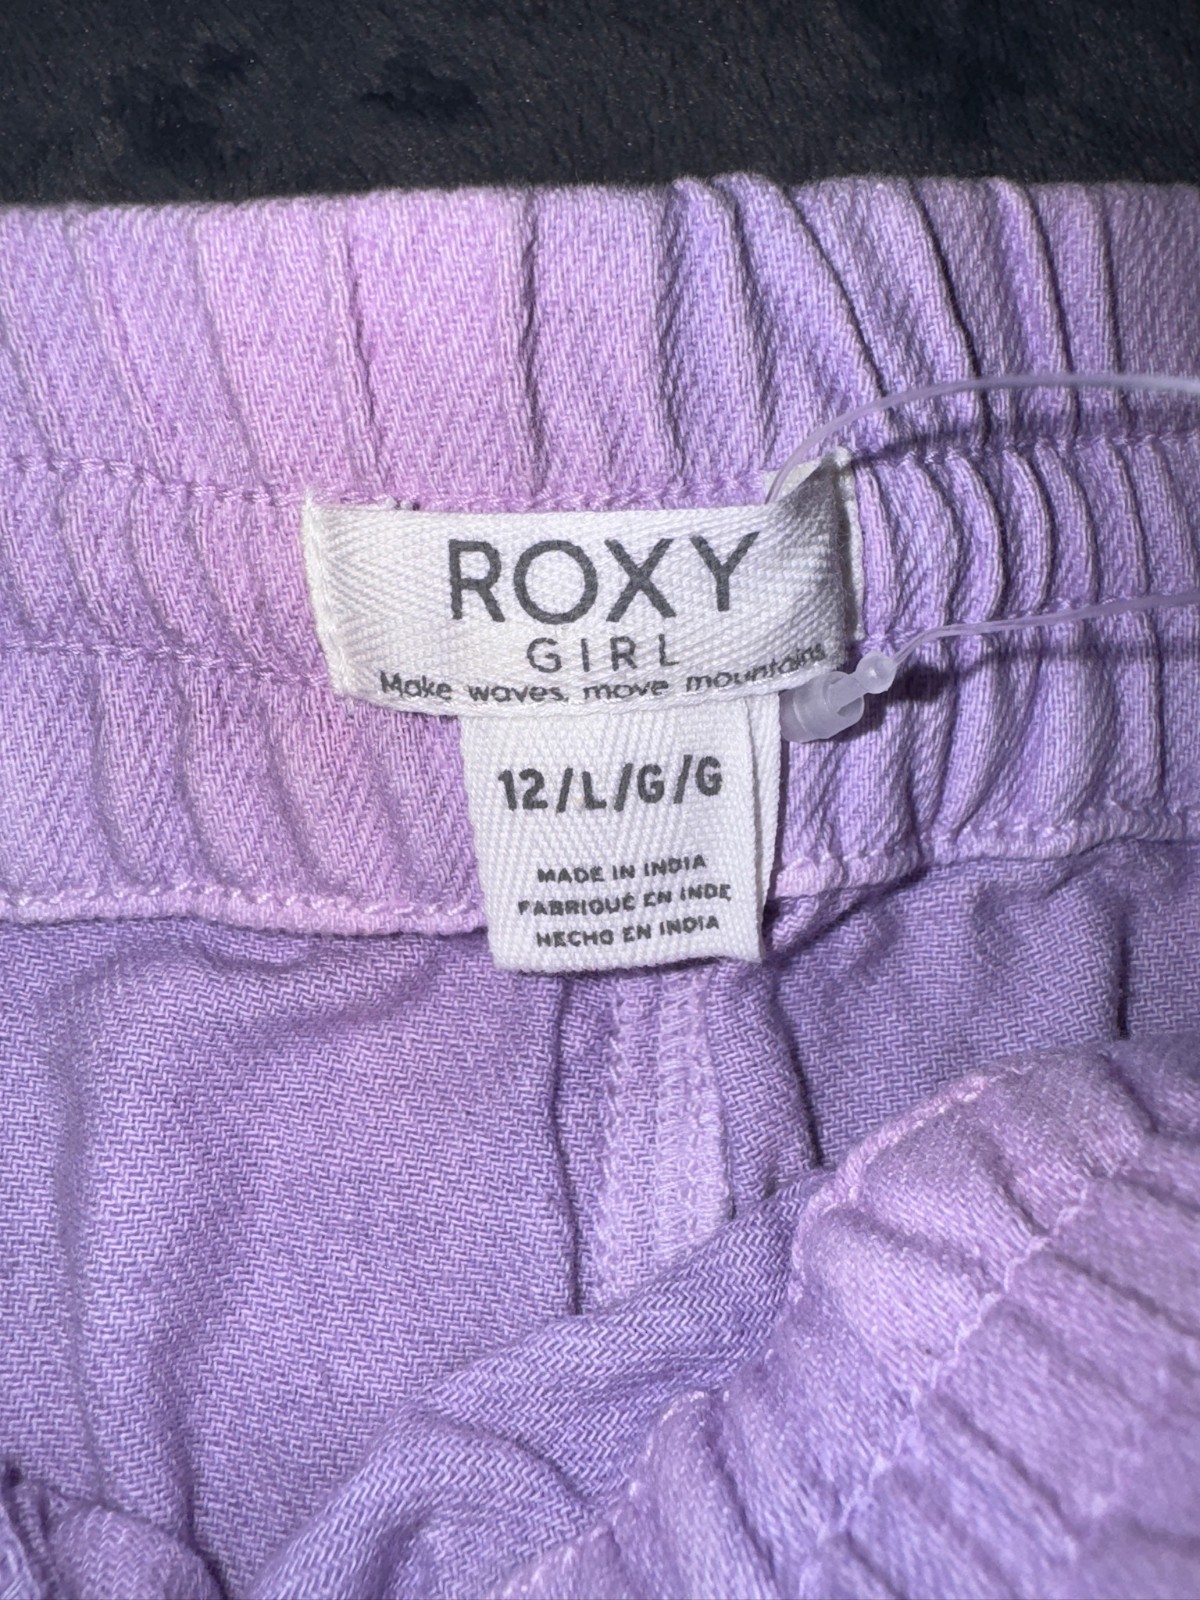 ROXY
GIRL
Make waves, move mountains
12/L/G/G
MADE IN INDIA
FABRIQUÉ EN INDE
HECHO EN INDIA